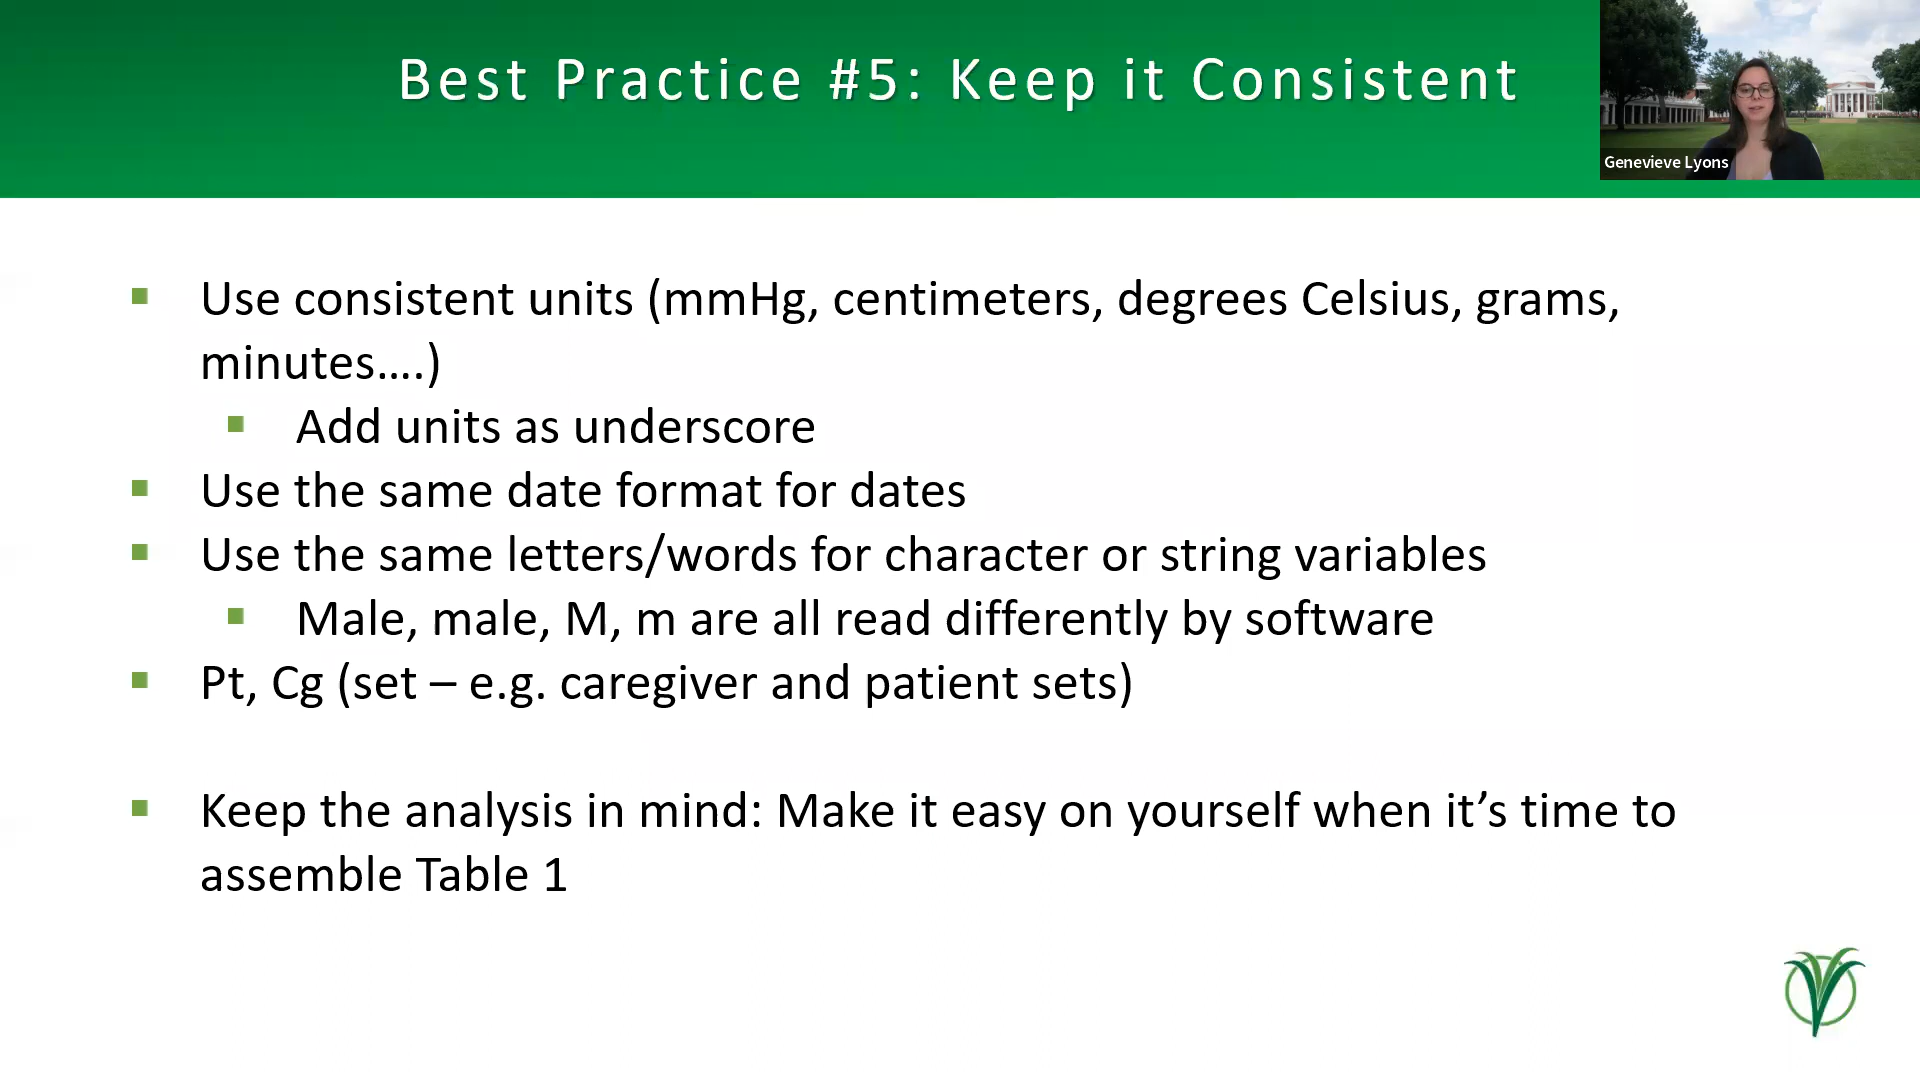 Best Practice #5: Keep it Consistent
Genevieve Lyons
Use consistent units (mmHg, centimeters, degrees Celsius, grams,
minutes....)
Add units as underscore
Use the same date format for dates
Use the same letters/words for character or string variables
Male, male, M, m are all read differently by software
Pt, Cg (set – e.g. caregiver and patient sets)
Keep the analysis in mind: Make it easy on yourself when it’s time to
assemble Table 1